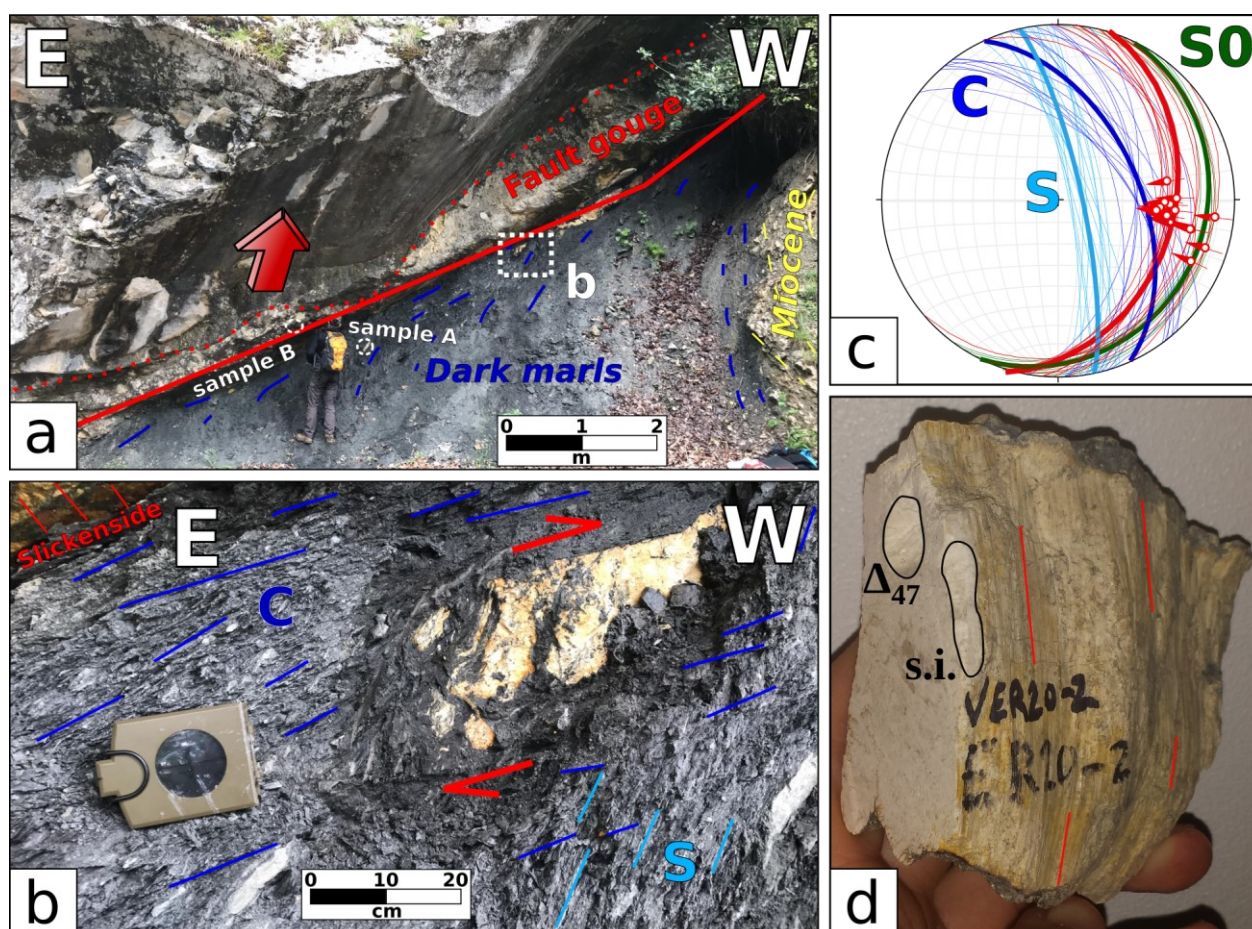 E
W
Fault gouge
Miocene
b
sample A
sample B
Dark marls
0 1 2
m
a
S0
C
S
c
Slickenside
E
W
C
S
0 10 20
cm
b
Δ47
s.i.
VER20-2
ER20-2
d